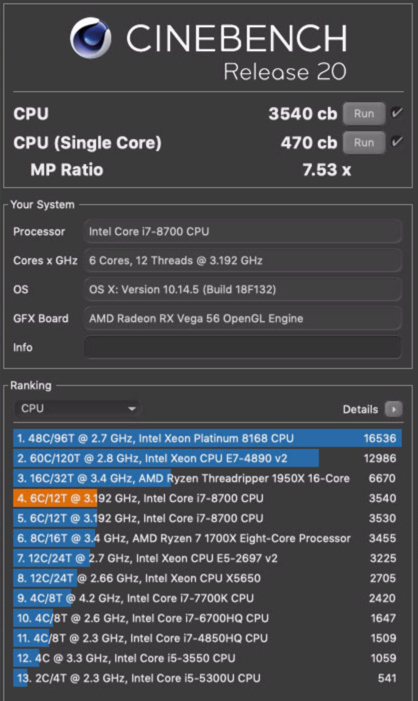 CINEBENCH
Release 20
CPU 3540 cb Run
CPU (Single Core) 470 cb Run
MP Ratio 7.53 x
Your System
Processor Intel Core i7-8700 CPU
Cores x GHz 6 Cores, 12 Threads @ 3.192 GHz
OS OS X: Version 10.14.5 (Build 18F132)
GFX Board AMD Radeon RX Vega 56 OpenGL Engine
Info
Ranking
CPU Details
1. 48C/96T @ 2.7 GHz, Intel Xeon Platinum 8168 CPU 16536
2. 60C/120T @ 2.8 GHz, Intel Xeon CPU E7-4890 v2 12986
3. 16C/32T @ 3.4 GHz, AMD Ryzen Threadripper 1950X 16-Core 6670
4. 6C/12T @ 3.192 GHz, Intel Core i7-8700 CPU 3540
5. 6C/12T @ 3.192 GHz, Intel Core i7-8700 CPU 3530
6. 8C/16T @ 3.4 GHz, AMD Ryzen 7 1700X Eight-Core Processor 3455
7. 12C/24T @ 2.7 GHz, Intel Xeon CPU E5-2697 v2 3225
8. 12C/24T @ 2.66 GHz, Intel Xeon CPU X5650 2705
9. 4C/8T @ 4.2 GHz, Intel Core i7-7700K CPU 2420
10. 4C/8T @ 2.6 GHz, Intel Core i7-6700HQ CPU 1647
11. 4C/8T @ 2.3 GHz, Intel Core i7-4850HQ CPU 1509
12. 4C @ 3.3 GHz, Intel Core i5-3550 CPU 1059
13. 2C/4T @ 2.3 GHz, Intel Core i5-5300U CPU 541